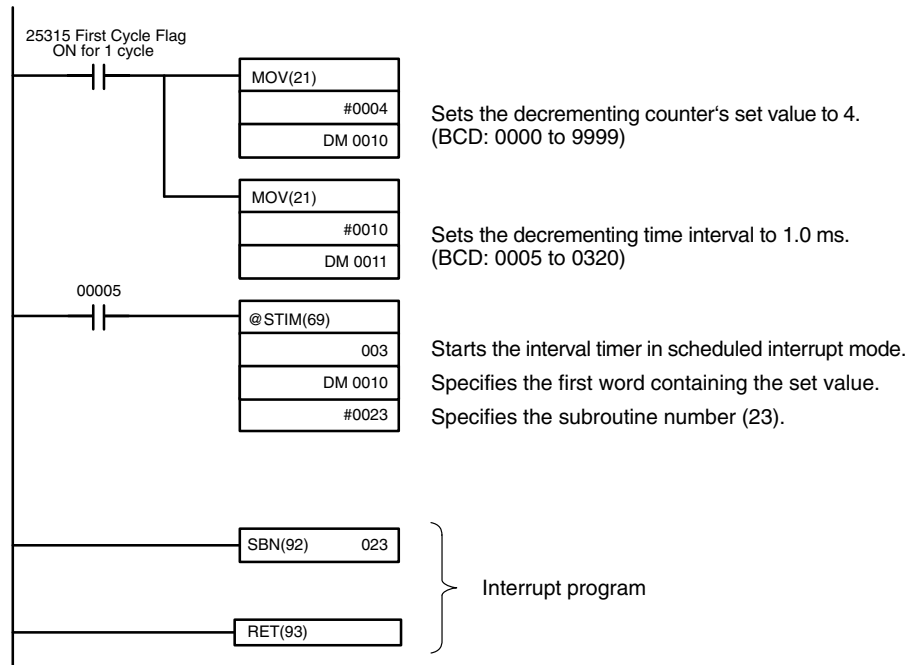 25315 First Cycle Flag
ON for 1 cycle
MOV(21)
#0004
DM 0010
Sets the decrementing counter‘s set value to 4.
(BCD: 0000 to 9999)
MOV(21)
#0010
DM 0011
Sets the decrementing time interval to 1.0 ms.
(BCD: 0005 to 0320)
00005
@STIM(69)
003
Starts the interval timer in scheduled interrupt mode.
DM 0010
Specifies the first word containing the set value.
#0023
Specifies the subroutine number (23).
SBN(92) 023
Interrupt program
RET(93)